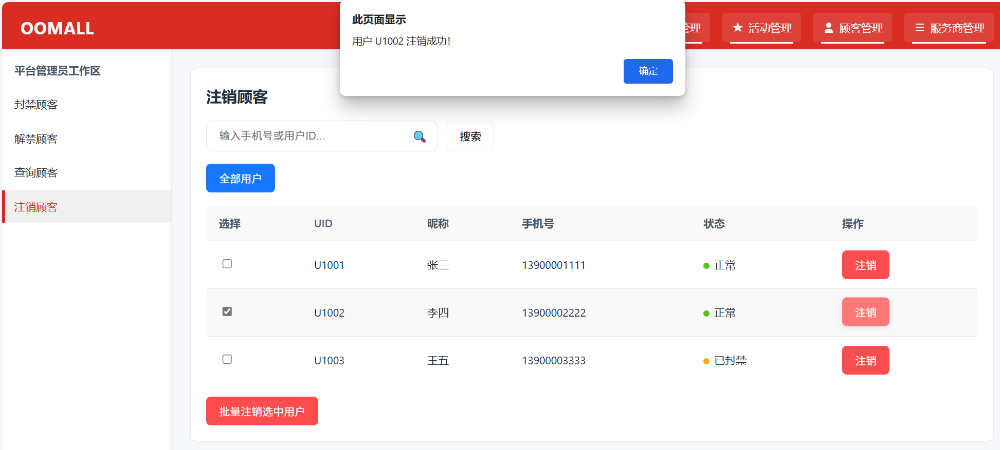 OOMALL
管理
活动管理
顾客管理
服务商管理
此页面显示
用户 U1002 注销成功！
确定
平台管理员工作区
封禁顾客
解禁顾客
查询顾客
注销顾客
注销顾客
输入手机号或用户ID...
搜索
全部用户
选择 UID 昵称 手机号 状态 操作
U1001 张三 13900001111 正常 注销
U1002 李四 13900002222 正常 注销
U1003 王五 13900003333 已封禁 注销
批量注销选中用户